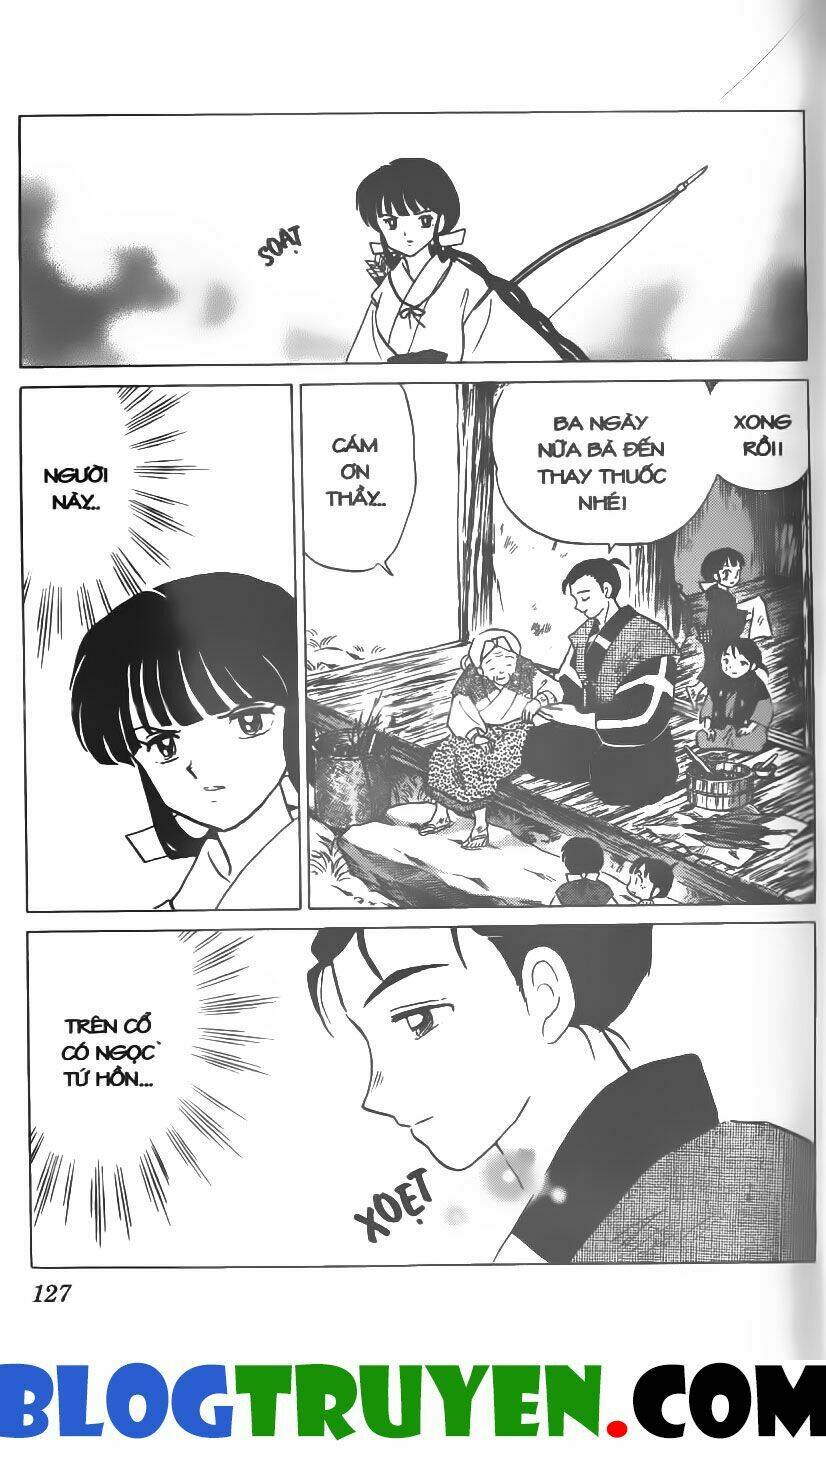 SOẠT
XONG
RỒI!
BA NGÀY
NỮA BÀ ĐẾN
THAY THUỐC
NHÉ!
CÁM
ƠN
THẦY...
NGƯỜI
NÀY...
TRÊN CỔ
CÓ NGỌC
TỨ HỒN...
XOẸT
127
BLOGTRUYEN.COM